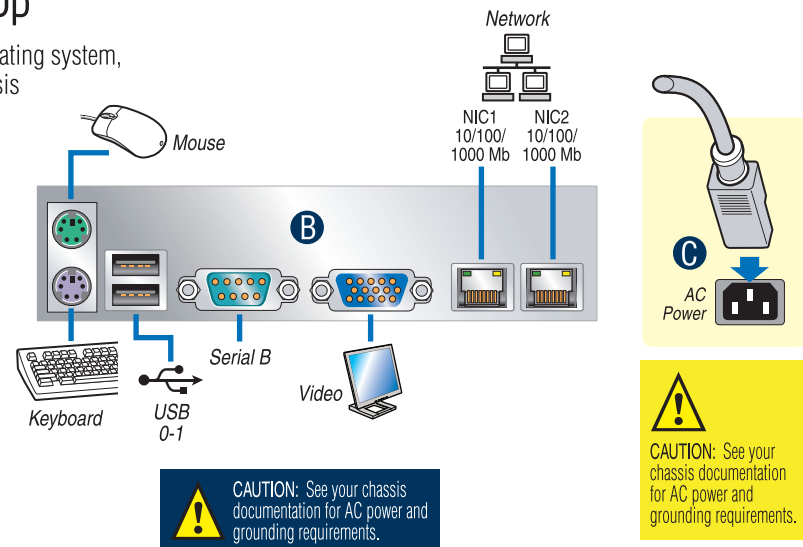 up
ating system,
sis
Network
NIC1
10/100/
1000 Mb
NIC2
10/100/
1000 Mb
Mouse
B
C
AC
Power
Serial B
Video
Keyboard
USB
0-1
CAUTION: See your chassis
documentation for AC power and
grounding requirements.
CAUTION: See your
chassis documentation
for AC power and
grounding requirements.